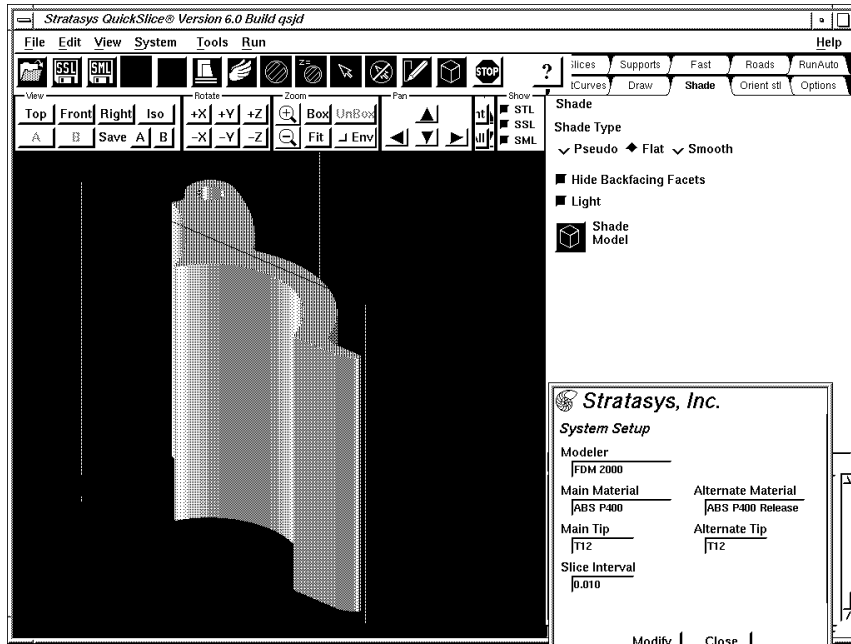 Stratasys QuickSlice® Version 6.0 Build qsjd
File Edit View System Tools Run Help
SSL SML Z= STOP ?
Slices Supports Fast Roads RunAuto
tCurves Draw Shade Orient stl Options
View Rotate Zoom Pan Show
Top Front Right Iso +X +Y +Z Box UnBox STL
SSL
A B Save A B -X -Y -Z Fit Env SML
Shade
Shade Type
Pseudo Flat Smooth
Hide Backfacing Facets
Light
Shade
Model
Stratasys, Inc.
System Setup
Modeler
FDM 2000
Main Material Alternate Material
ABS P400 ABS P400 Release
Main Tip Alternate Tip
T12 T12
Slice Interval
0.010
Modify Close